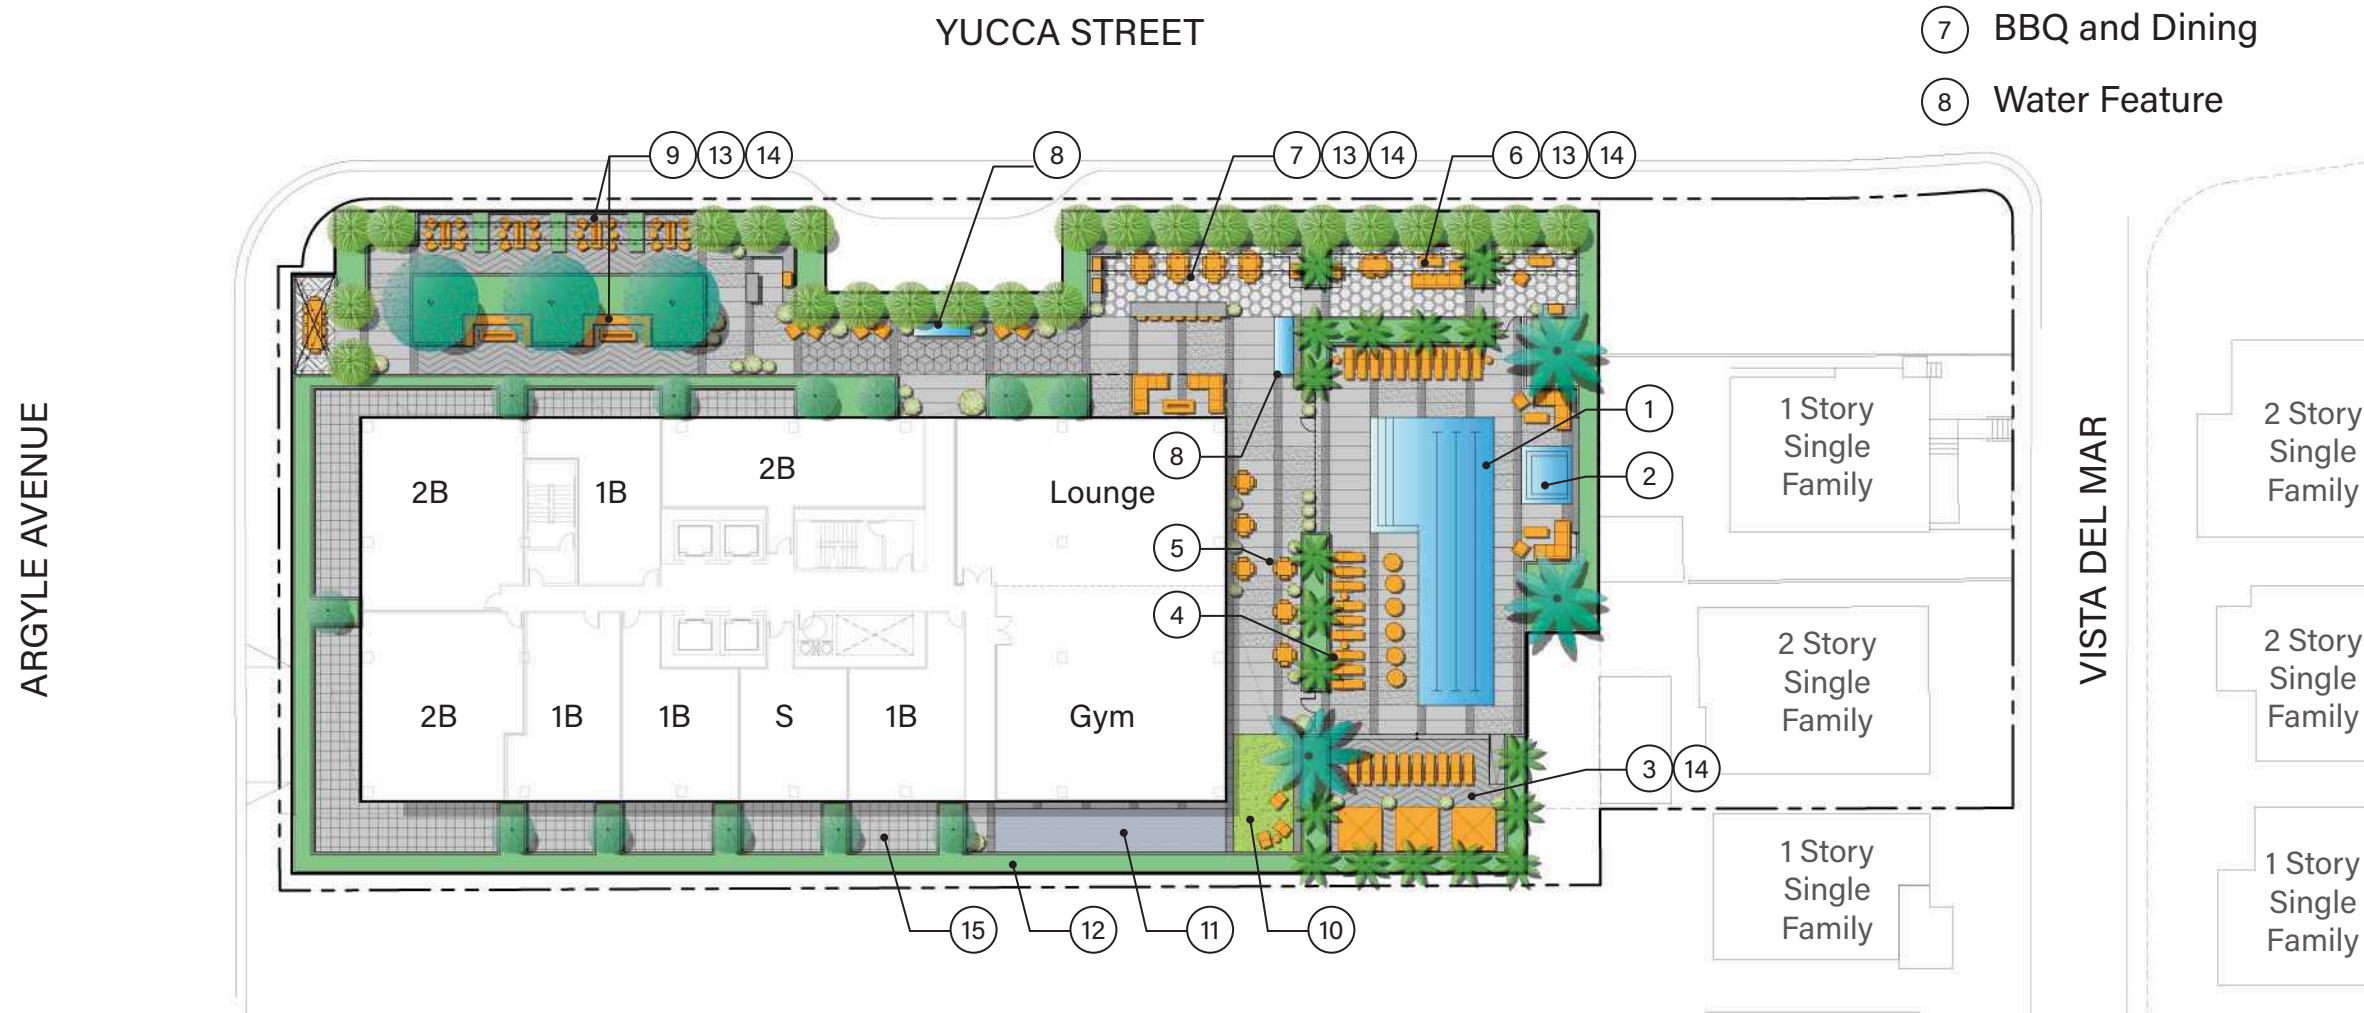 YUCCA STREET
7 BBQ and Dining
8 Water Feature
9 13 14
8
7 13 14
6 13 14
ARGYLE AVENUE
VISTA DEL MAR
2B
1B
2B
Lounge
8
5
4
1
2
2B
1B
1B
S
1B
Gym
3 14
15
12
11
10
1 Story
Single
Family
2 Story
Single
Family
1 Story
Single
Family
2 Story
Single
Family
2 Story
Single
Family
1 Story
Single
Family